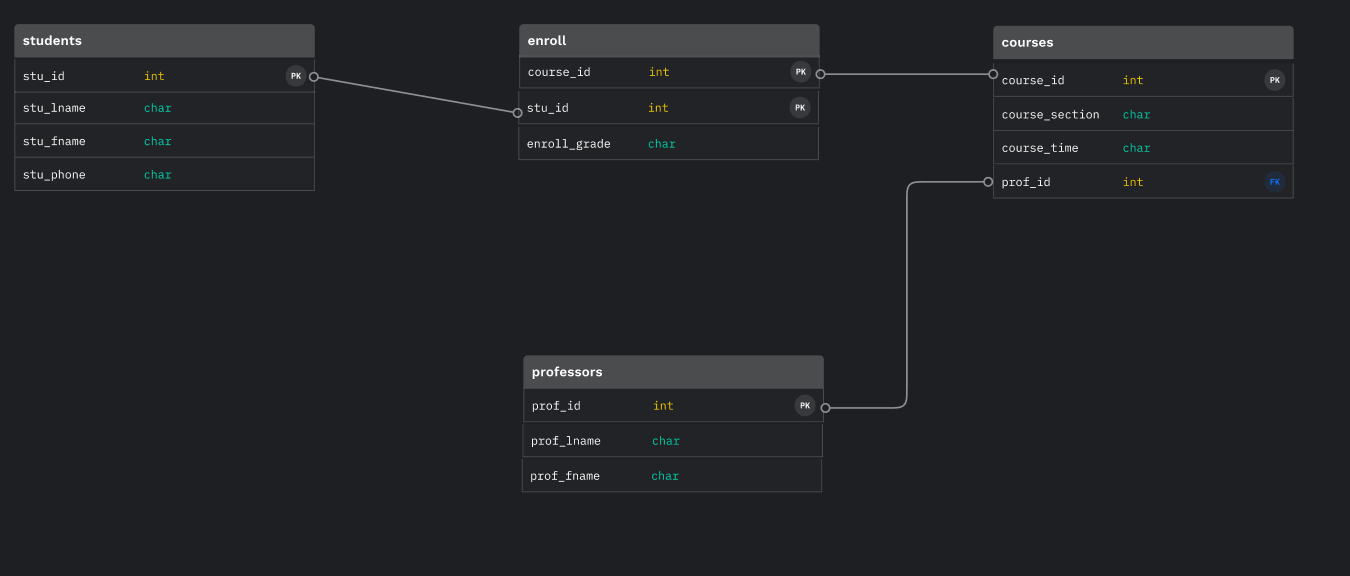 students
stu_id int PK
stu_lname char
stu_fname char
stu_phone char
enroll
course_id int PK
stu_id int PK
enroll_grade char
courses
course_id int PK
course_section char
course_time char
prof_id int FK
professors
prof_id int PK
prof_lname char
prof_fname char